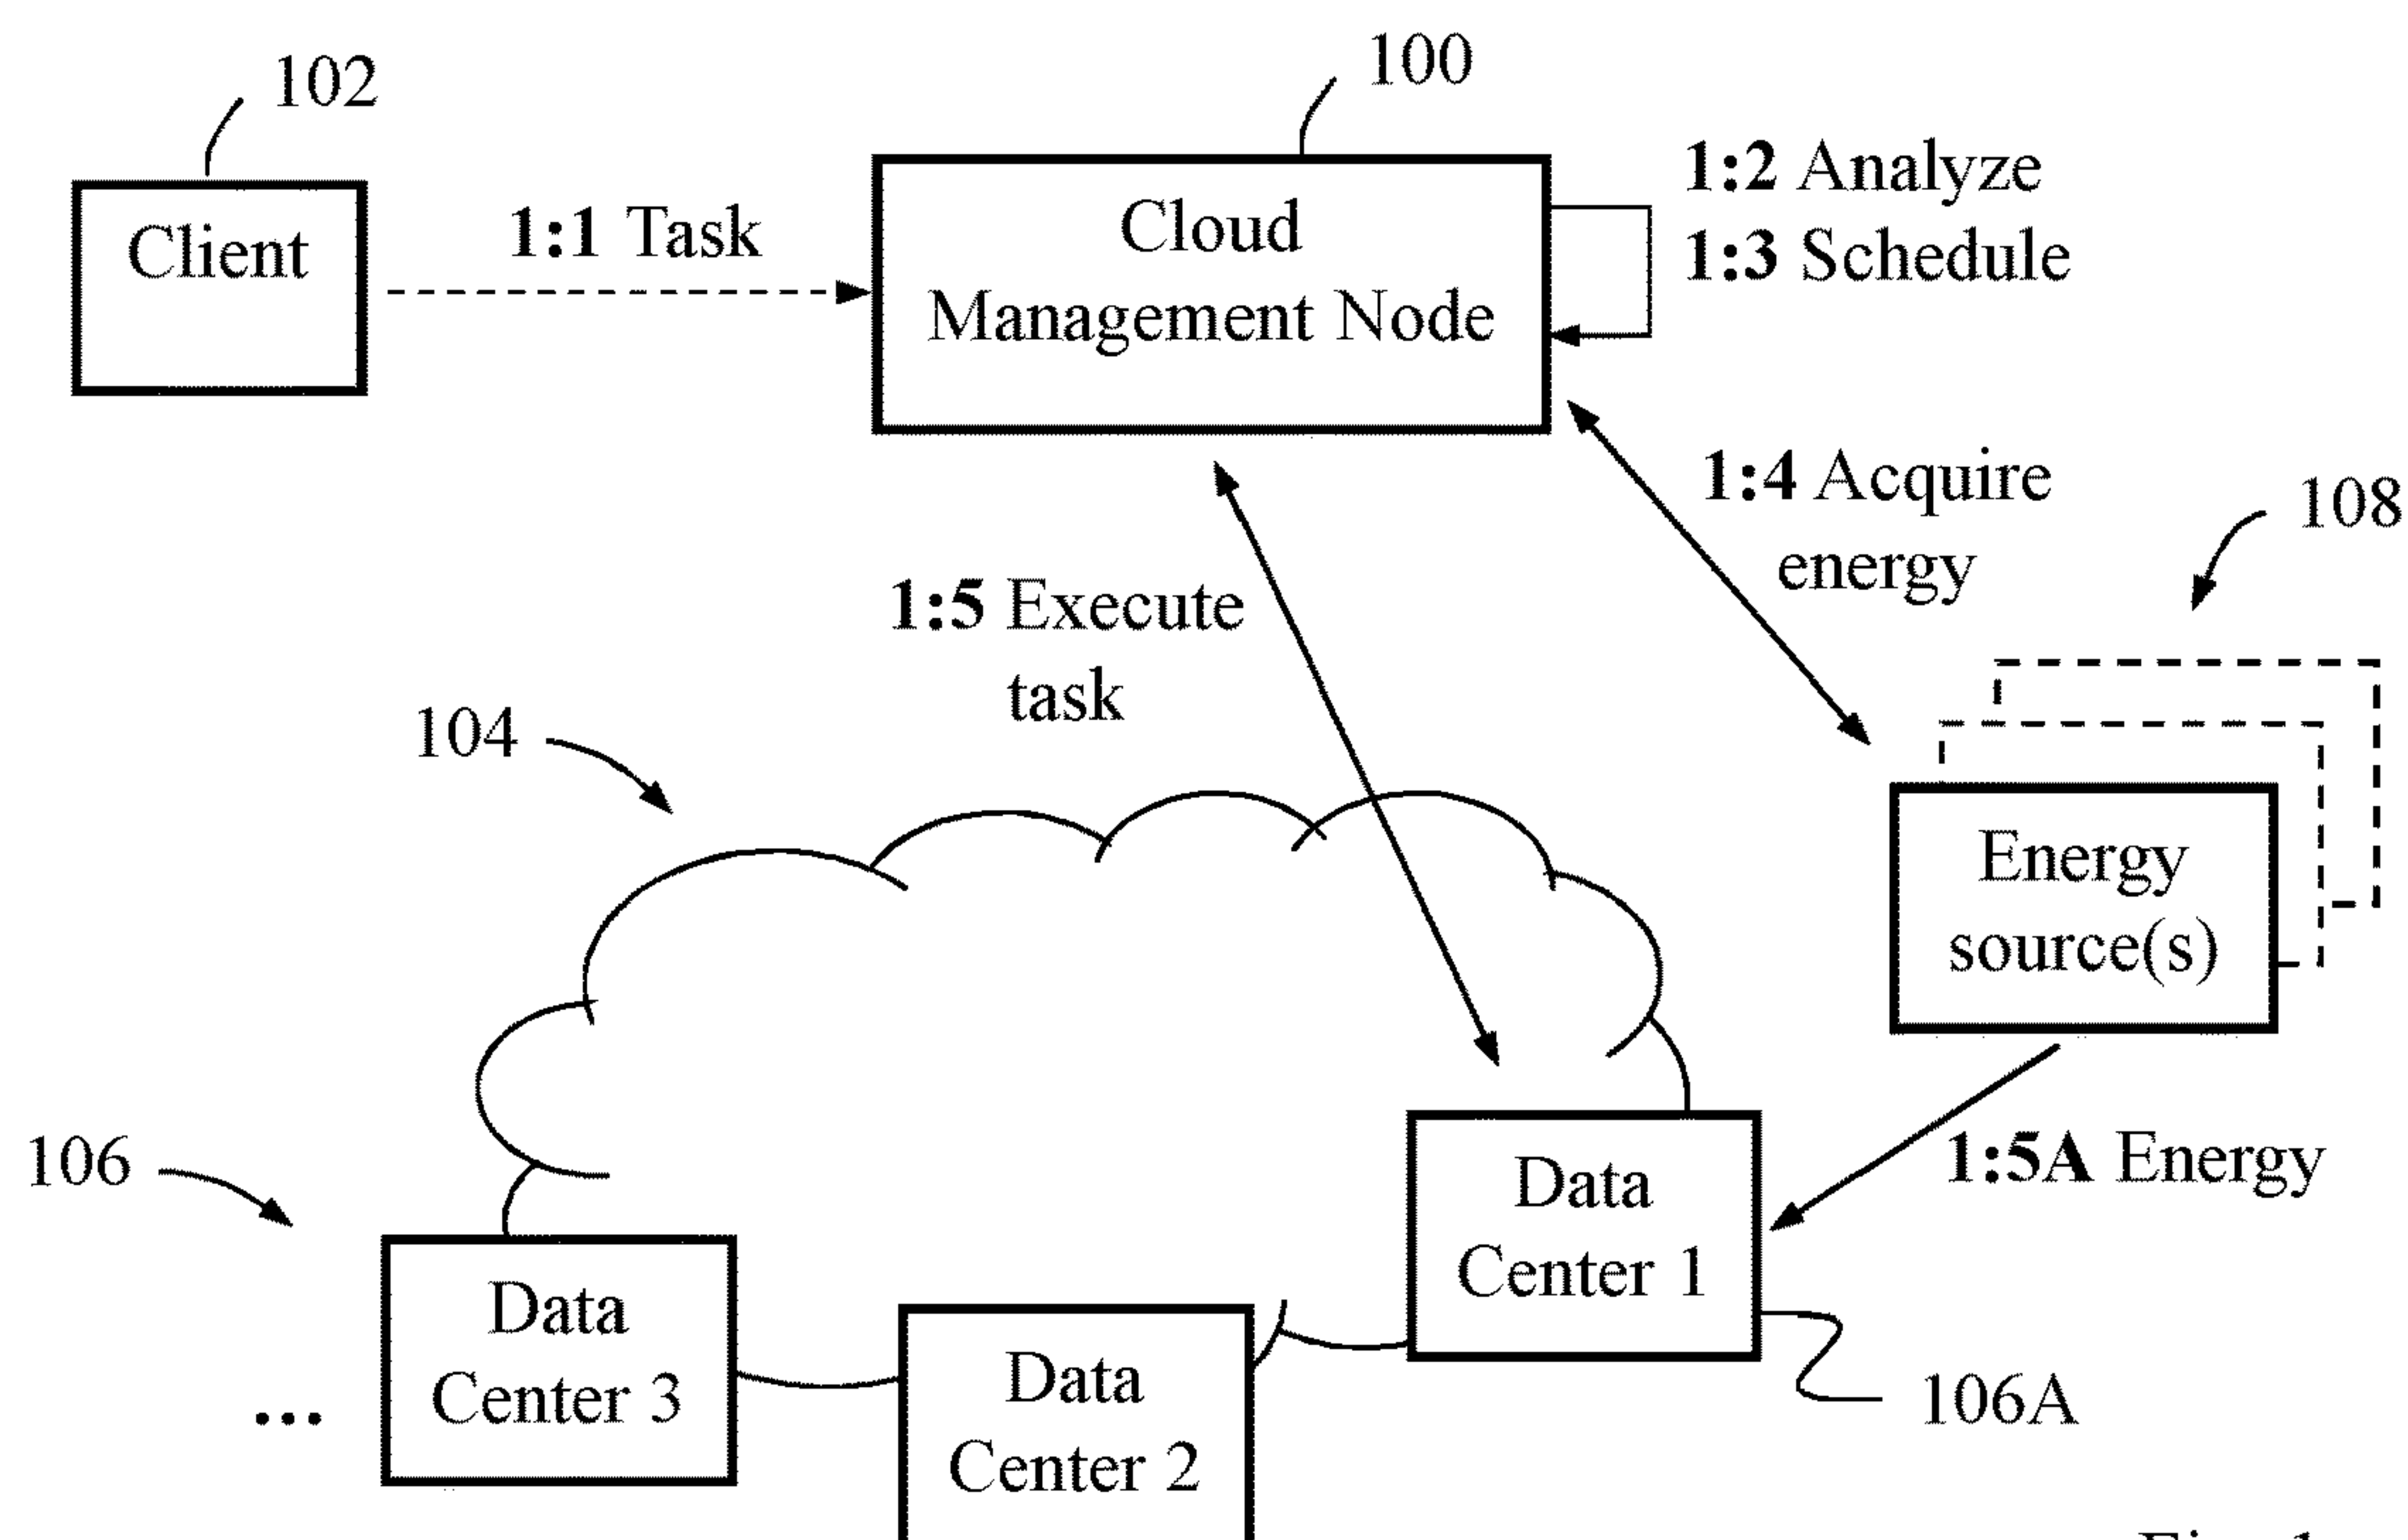 102
100
Client
1:1 Task
Cloud
Management Node
1:2 Analyze
1:3 Schedule
1:4 Acquire
energy
108
1:5 Execute
task
104
Energy
source(s)
106
Data
Center 1
1:5A Energy
Data
Center 3
Data
Center 2
106A
...